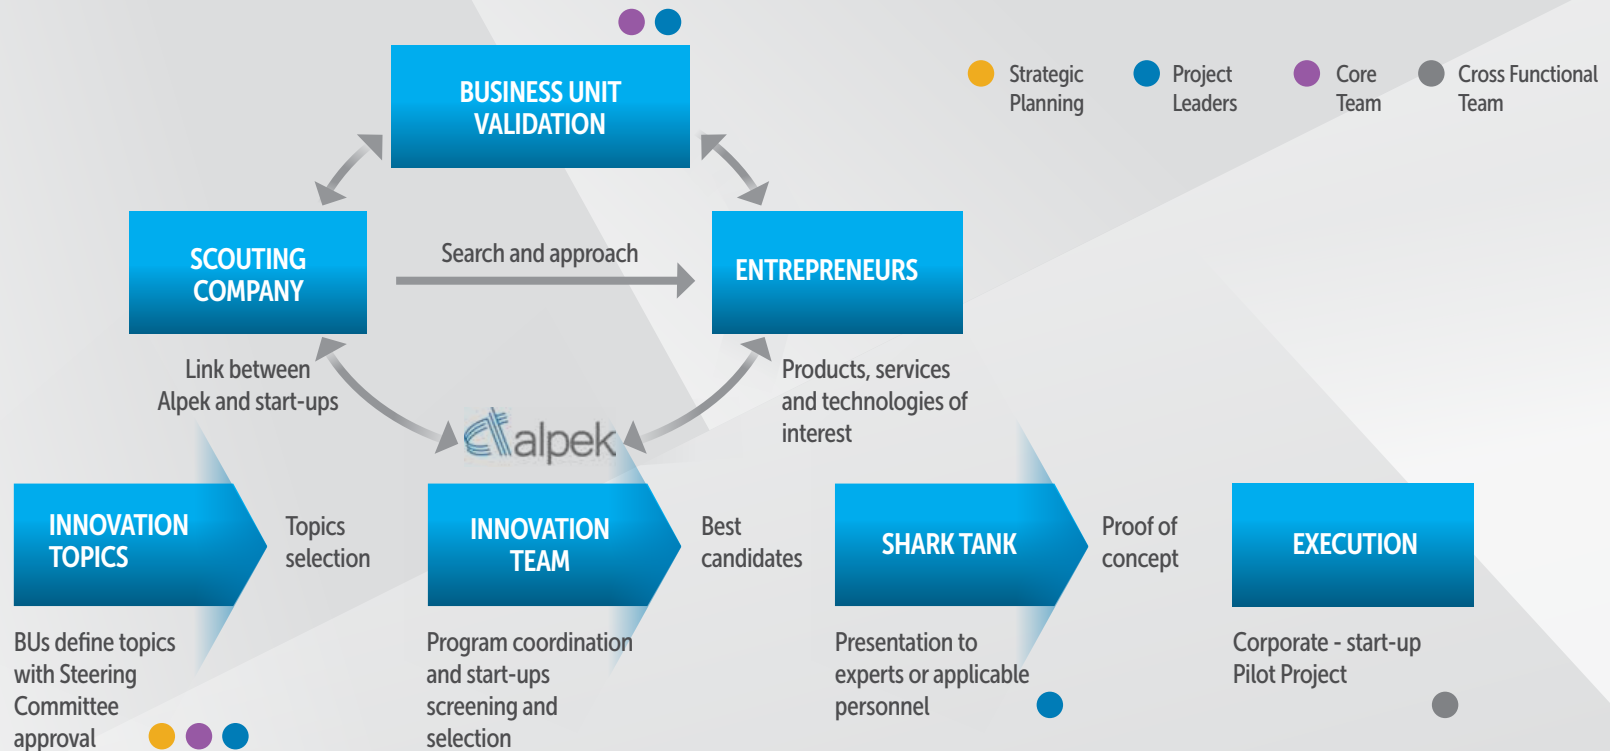 BUSINESS UNIT
VALIDATION
Strategic
Planning
Project
Leaders
Core
Team
Cross Functional
Team
SCOUTING
COMPANY
Search and approach
ENTREPRENEURS
Link between
Alpek and start-ups
Products, services
and technologies of
interest
alpek
INNOVATION
TOPICS
Topics
selection
INNOVATION
TEAM
Best
candidates
SHARK TANK
Proof of
concept
EXECUTION
BUs define topics
with Steering
Committee
approval
Program coordination
and start-ups
screening and
selection
Presentation to
experts or applicable
personnel
Corporate - start-up
Pilot Project